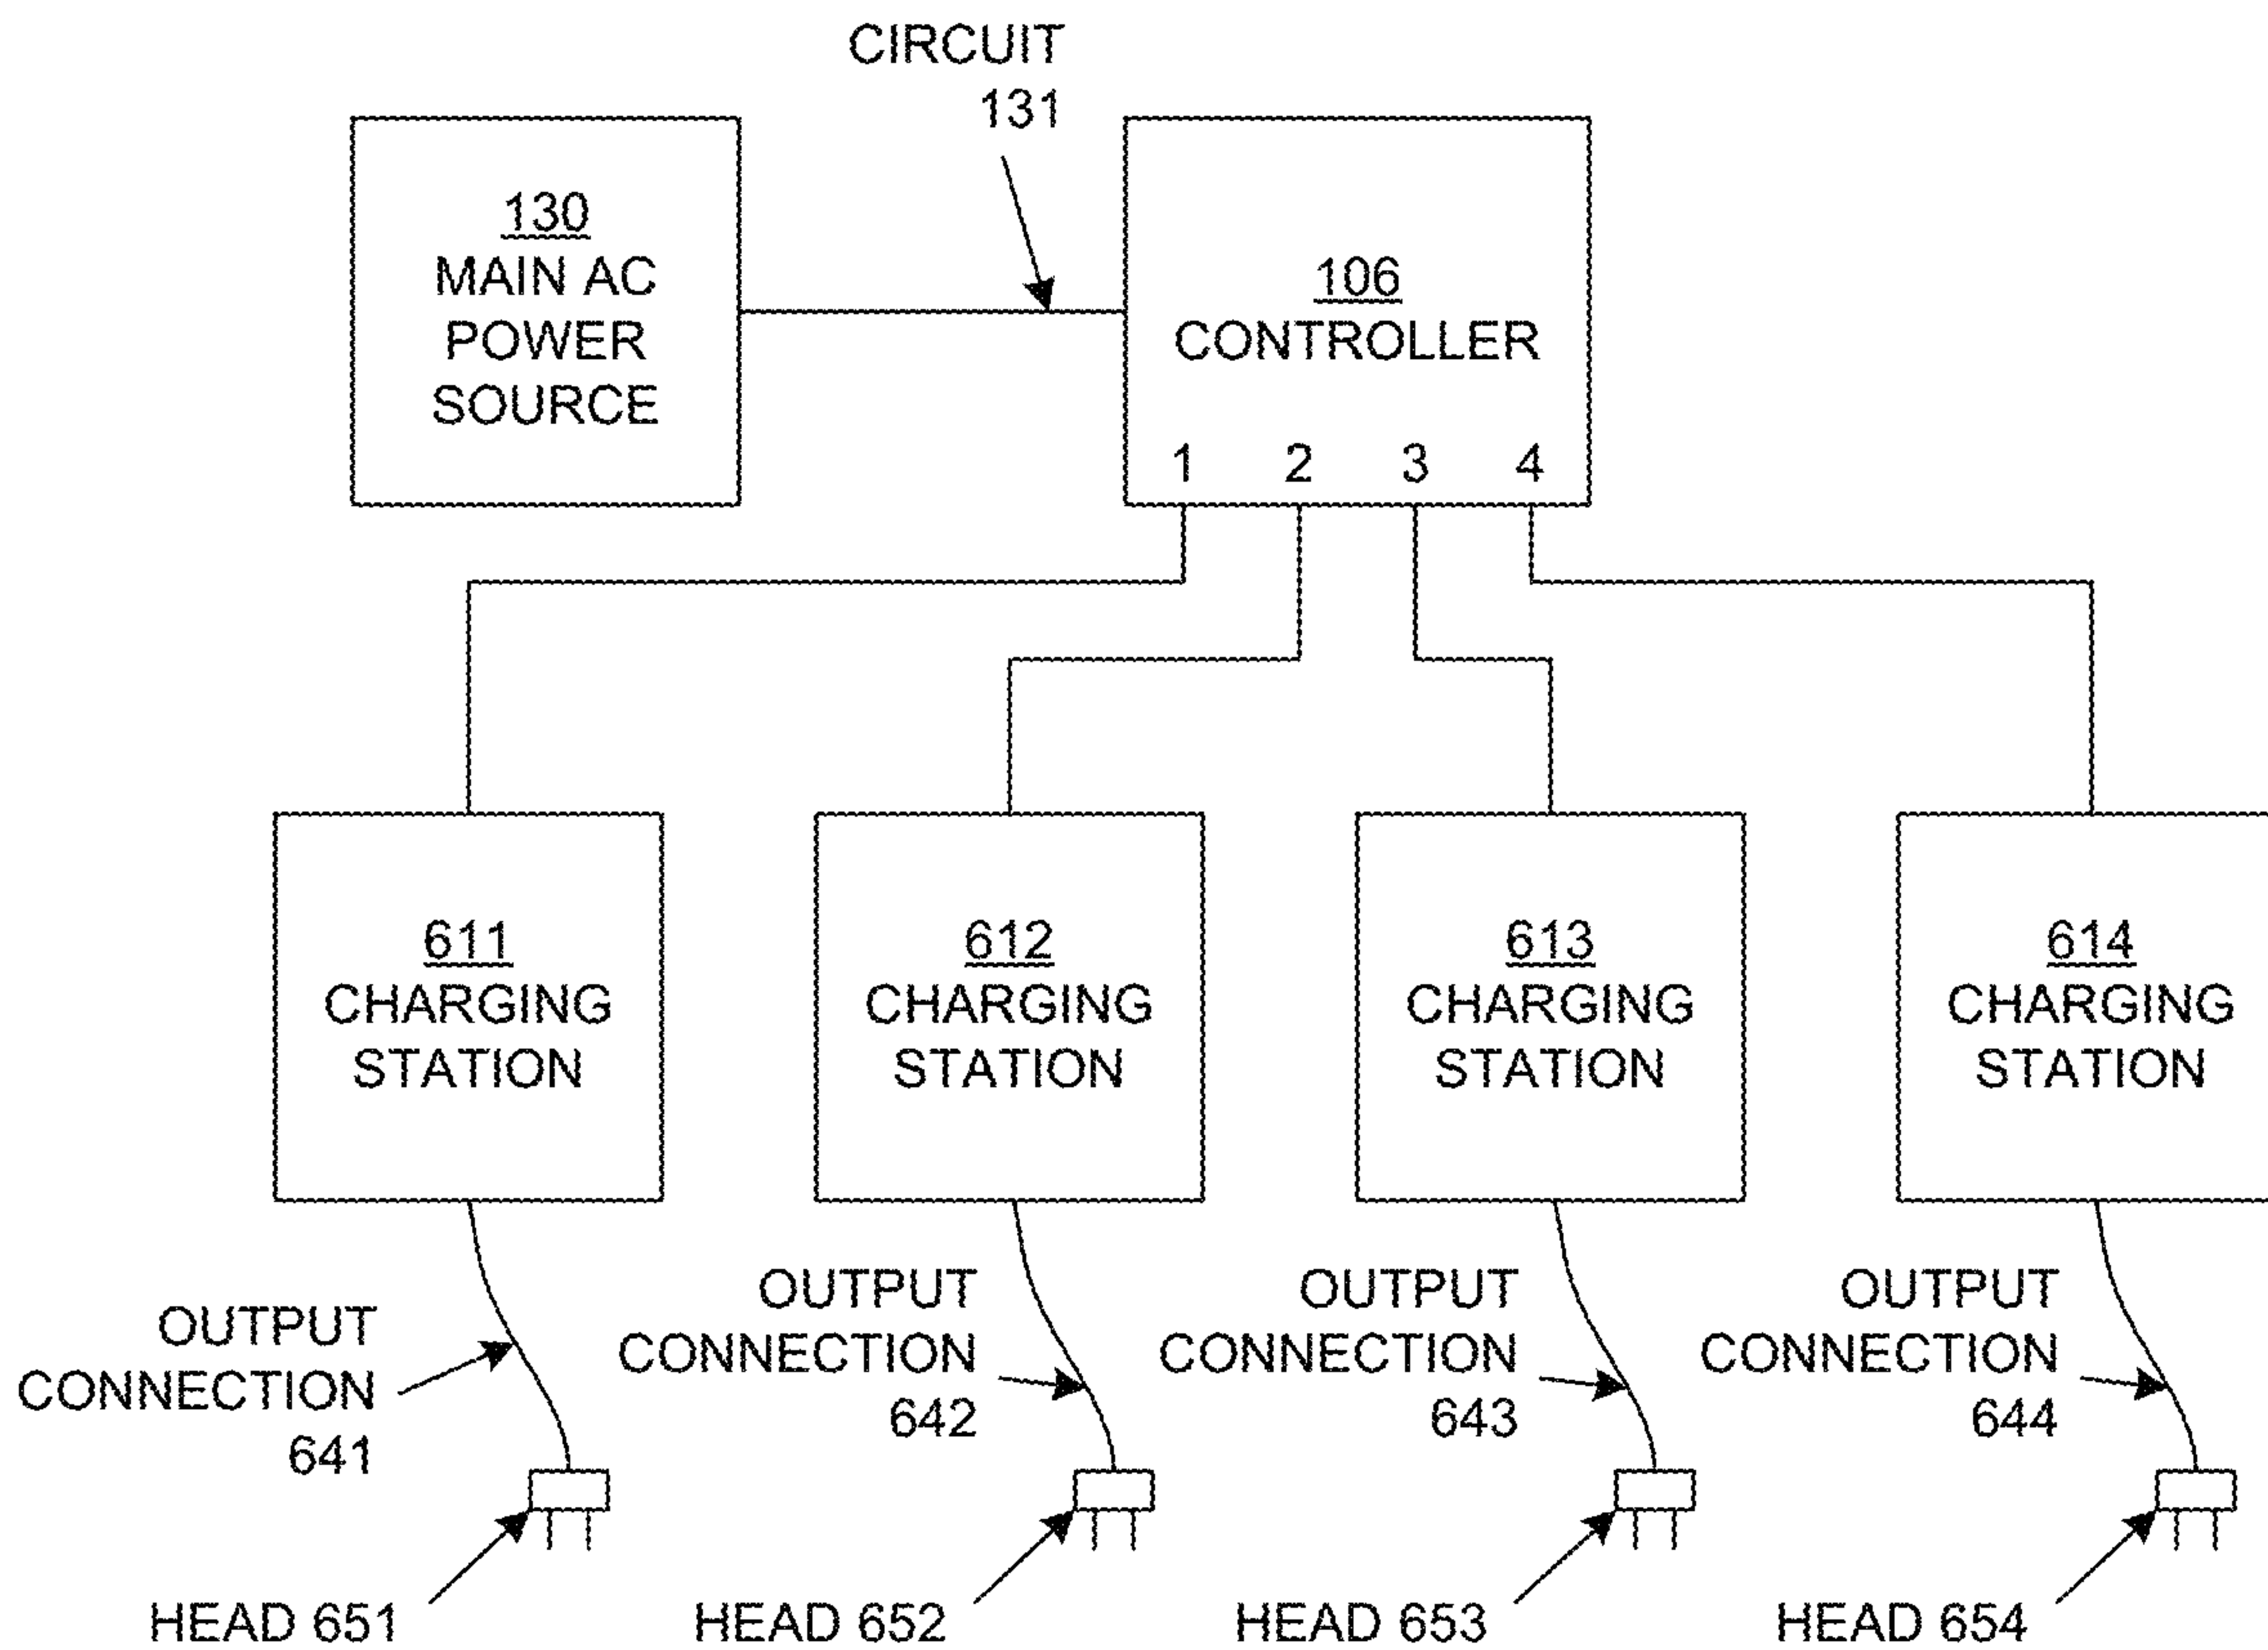 CIRCUIT
131
130
MAIN AC
POWER
SOURCE
106
CONTROLLER
1 2 3 4
611
CHARGING
STATION
612
CHARGING
STATION
613
CHARGING
STATION
614
CHARGING
STATION
OUTPUT
CONNECTION
641
OUTPUT
CONNECTION
642
OUTPUT
CONNECTION
643
OUTPUT
CONNECTION
644
HEAD 651
HEAD 652
HEAD 653
HEAD 654